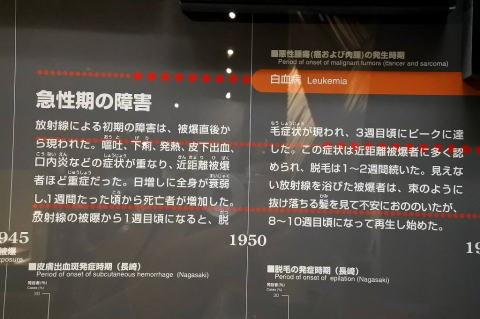 ■悪性腫瘍(癌および肉腫)の発生時期
Period of onset of malignant tumors (cancer and sarcoma)
白血病 Leukemia
急性期の障害
放射線による初期の障害は、被爆直後か
ら現われた。嘔吐、下痢、発熱、皮下出血、
口内炎などの症状が重なり、近距離被爆
者ほど重症だった。日増しに全身が衰弱
し、1週間たった頃から死亡者が増加した。
放射線の被曝から1週目頃になると、脱
毛症状が現われ、3週目頃にピークに達
した。この症状は近距離被爆者に多く認
められ、脱毛は1〜2週間続いた。見えな
い放射線を浴びた被爆者は、束のように
抜け落ちる髪を見て不安におののいたが、
8〜10週目頃になって再生し始めた。
1945
1950
被爆
■皮膚出血斑発症時期（長崎）
Period of onset of subcutaneous hemorrhage (Nagasaki)
発症者(%)
Cases (%)
30
■脱毛の発症時期（長崎）
Period of onset of epilation (Nagasaki)
発症者(%)
Cases (%)
30